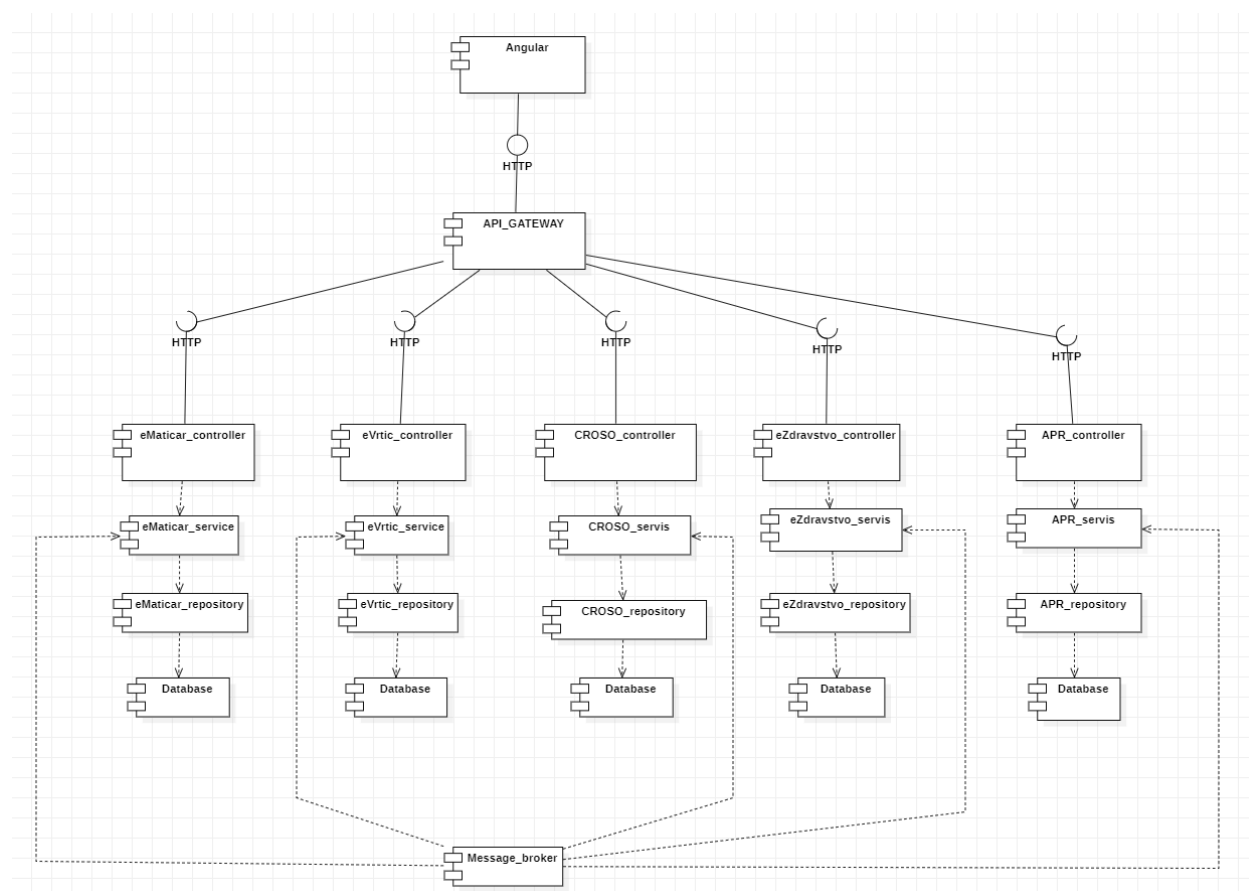 Angular
HTTP
API_GATEWAY
HTTP
HTTP
HTTP
HTTP
HTTP
eMaticar_controller
eVrtic_controller
CROSO_controller
eZdravstvo_controller
APR_controller
eMaticar_service
eVrtic_service
CROSO_servis
eZdravstvo_servis
APR_servis
eMaticar_repository
eVrtic_repository
CROSO_repository
eZdravstvo_repository
APR_repository
Database
Database
Database
Database
Database
Message_broker